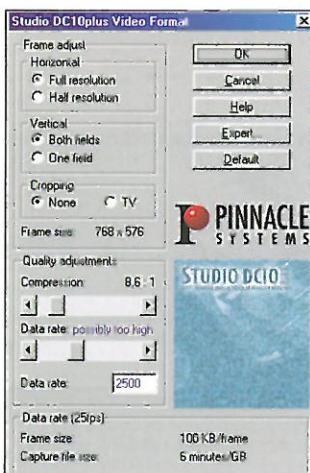 Studio DC10plus Video Format
Frame adjust
Horizontal
Full resolution
Half resolution
Vertical
Both fields
One field
Cropping
None TV
Frame size: 768 x 576
OK
Cancel
Help
Expert...
Default
PINNACLE
SYSTEMS
Quality adjustments
Compression: 8,6 : 1
Data rate: possibly too high
Data rate: 2500
STUDIO DC10
Data rate (25fps)
Frame size: 100 KB/frame
Capture file size: 6 minutes/GB